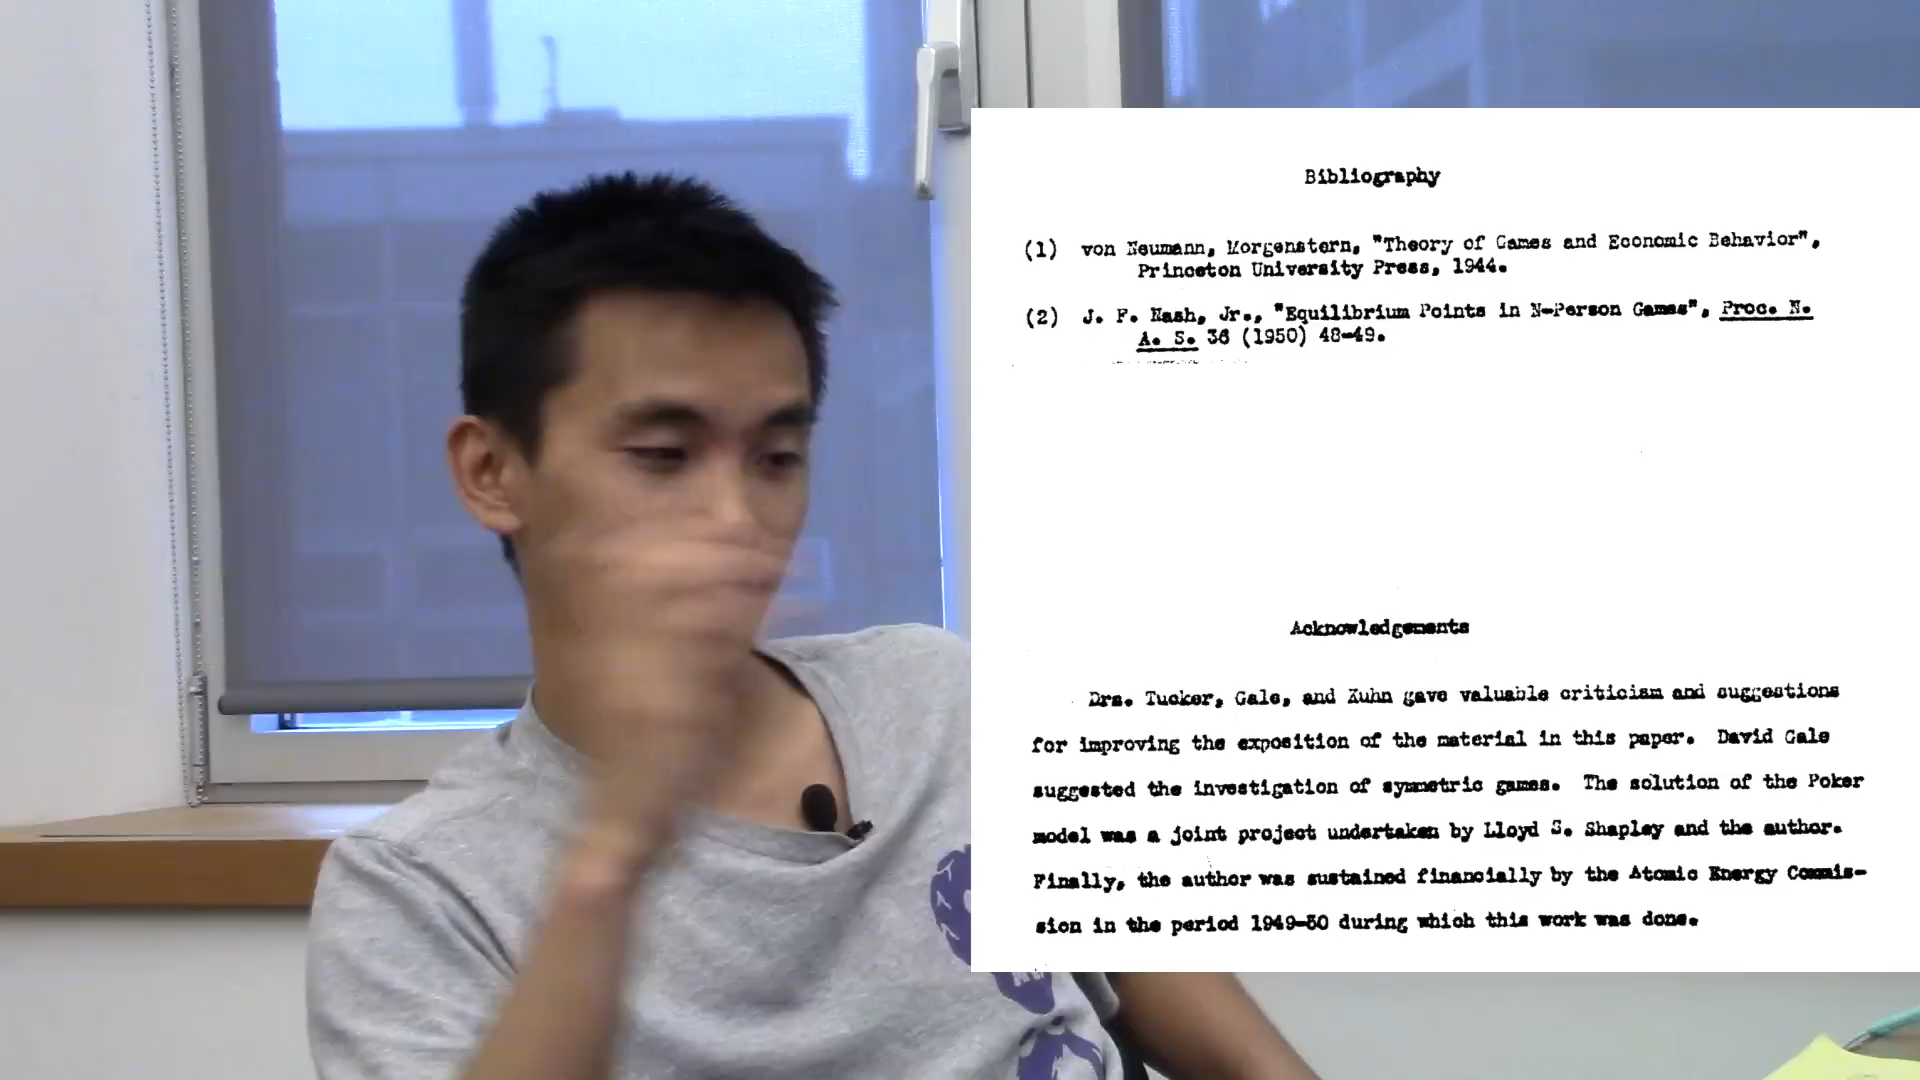 Bibliography
(1) von Neumann, Morgenstern, "Theory of Games and Economic Behavior",
Princeton University Press, 1944.
(2) J. F. Nash, Jr., "Equilibrium Points in N-Person Games", Proc. N.
A. S. 36 (1950) 48-49.
Acknowledgements
Drs. Tucker, Gale, and Kuhn gave valuable criticism and suggestions
for improving the exposition of the material in this paper. David Gale
suggested the investigation of symmetric games. The solution of the Poker
model was a joint project undertaken by Lloyd S. Shapley and the author.
Finally, the author was sustained financially by the Atomic Energy Commis-
sion in the period 1949-50 during which this work was done.